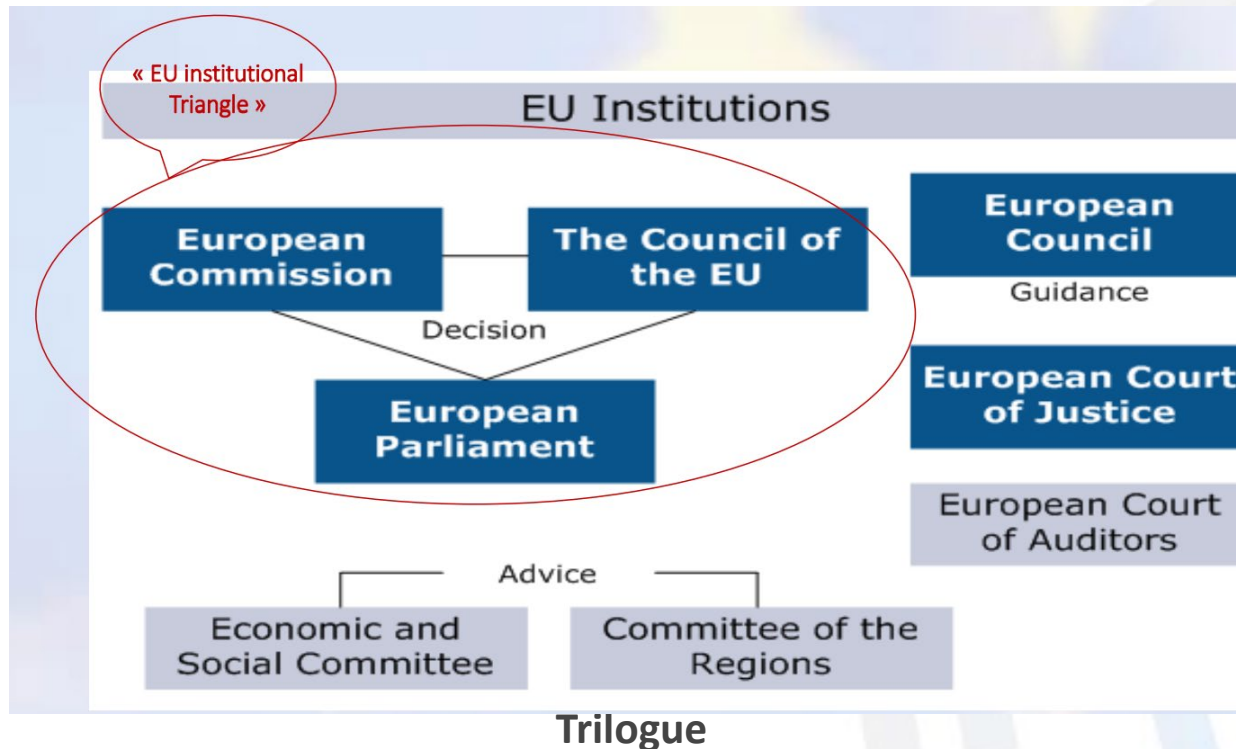 « EU institutional
Triangle »
EU Institutions
European
Commission
The Council of
the EU
Decision
European
Parliament
European
Council
Guidance
European Court
of Justice
European Court
of Auditors
Advice
Economic and
Social Committee
Committee of the
Regions
Trilogue